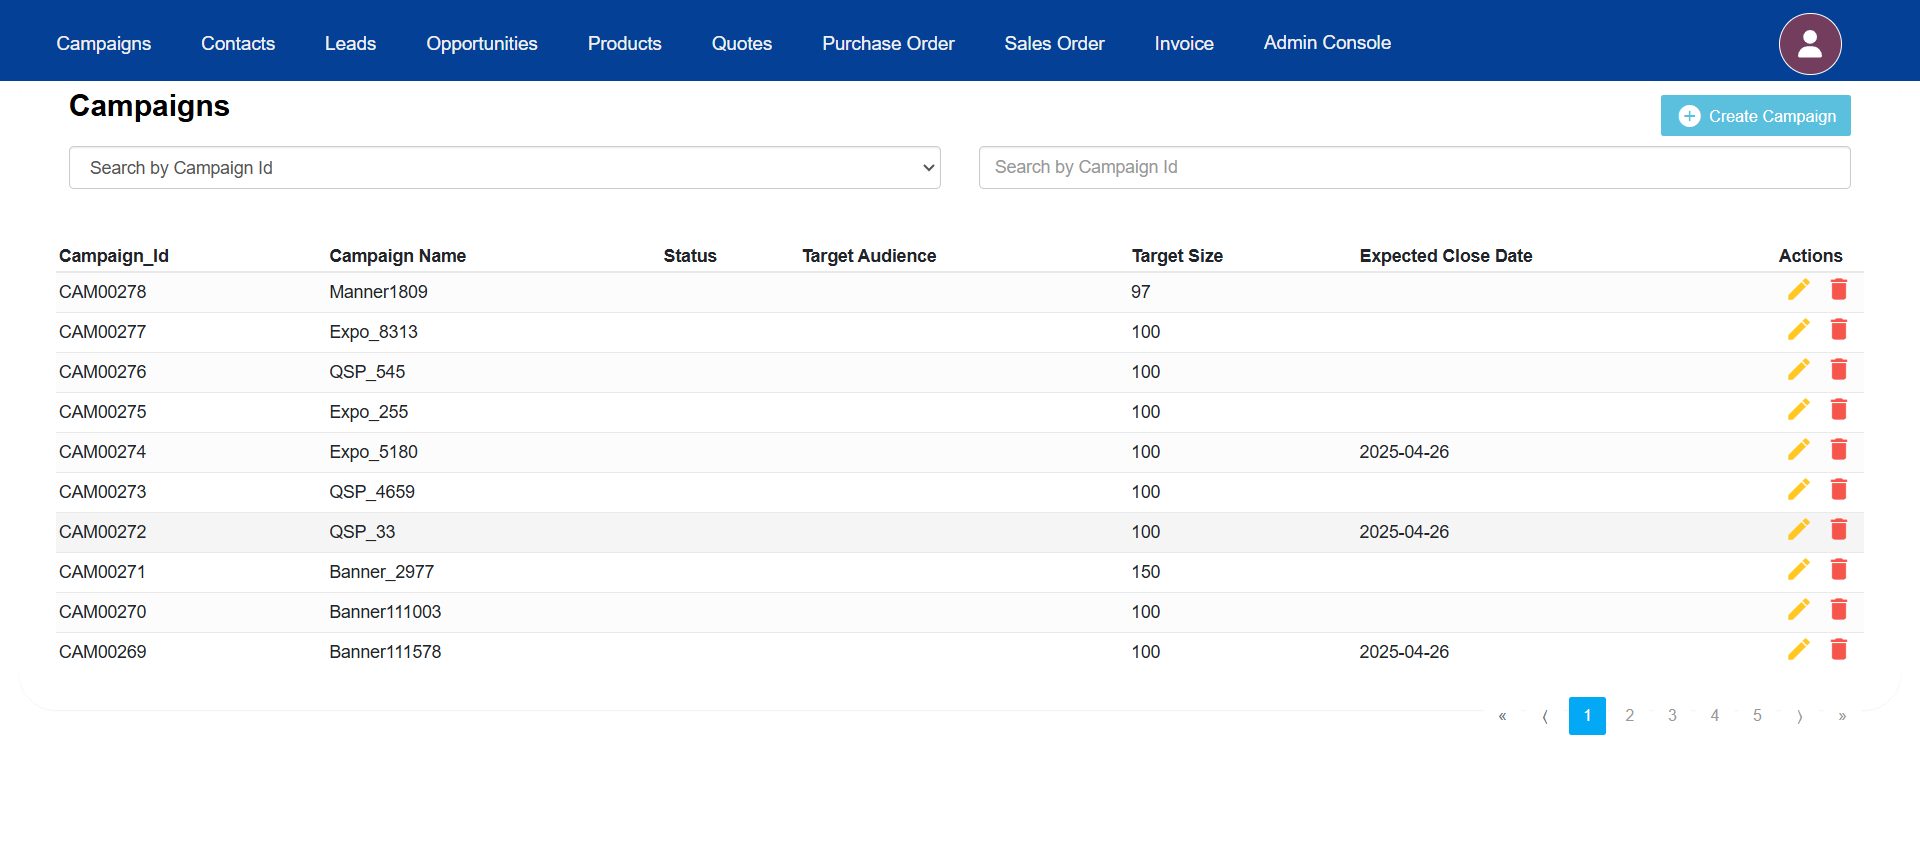 Campaigns Contacts Leads Opportunities Products Quotes Purchase Order Sales Order Invoice Admin Console
Campaigns
Create Campaign
Search by Campaign Id Search by Campaign Id
Campaign_Id Campaign Name Status Target Audience Target Size Expected Close Date Actions
CAM00278 Manner1809 97
CAM00277 Expo_8313 100
CAM00276 QSP_545 100
CAM00275 Expo_255 100
CAM00274 Expo_5180 100 2025-04-26
CAM00273 QSP_4659 100
CAM00272 QSP_33 100 2025-04-26
CAM00271 Banner_2977 150
CAM00270 Banner111003 100
CAM00269 Banner111578 100 2025-04-26
« ⟨ 1 2 3 4 5 ⟩ »